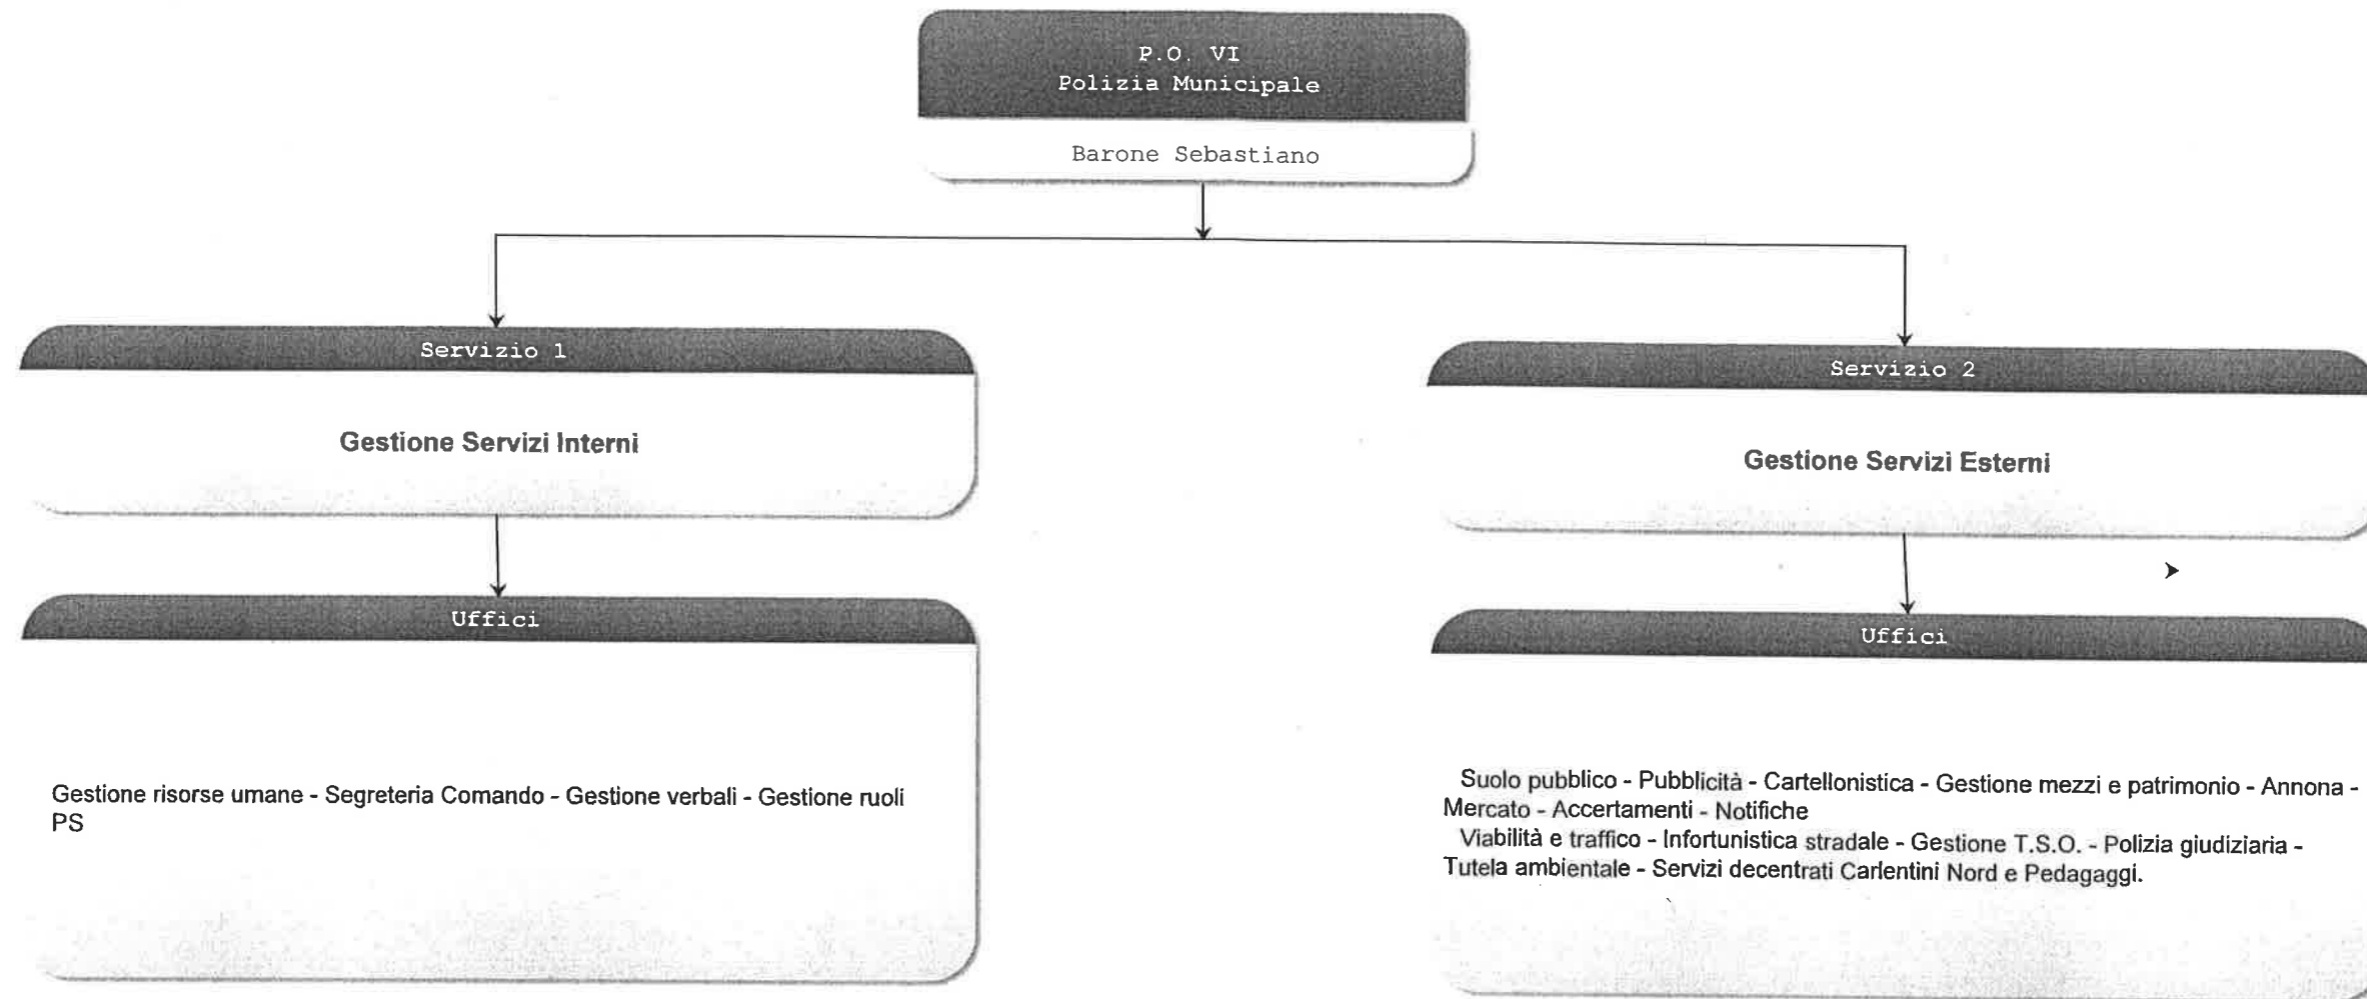 P.O. VI
Polizia Municipale
Barone Sebastiano
Servizio 1
Gestione Servizi Interni
Uffici
Gestione risorse umane - Segreteria Comando - Gestione verbali - Gestione ruoli
PS
Servizio 2
Gestione Servizi Esterni
Uffici
Suolo pubblico - Pubblicità - Cartellonistica - Gestione mezzi e patrimonio - Annona -
Mercato - Accertamenti - Notifiche
Viabilità e traffico - Infortunistica stradale - Gestione T.S.O. - Polizia giudiziaria -
Tutela ambientale - Servizi decentrati Carlentini Nord e Pedagaggi.